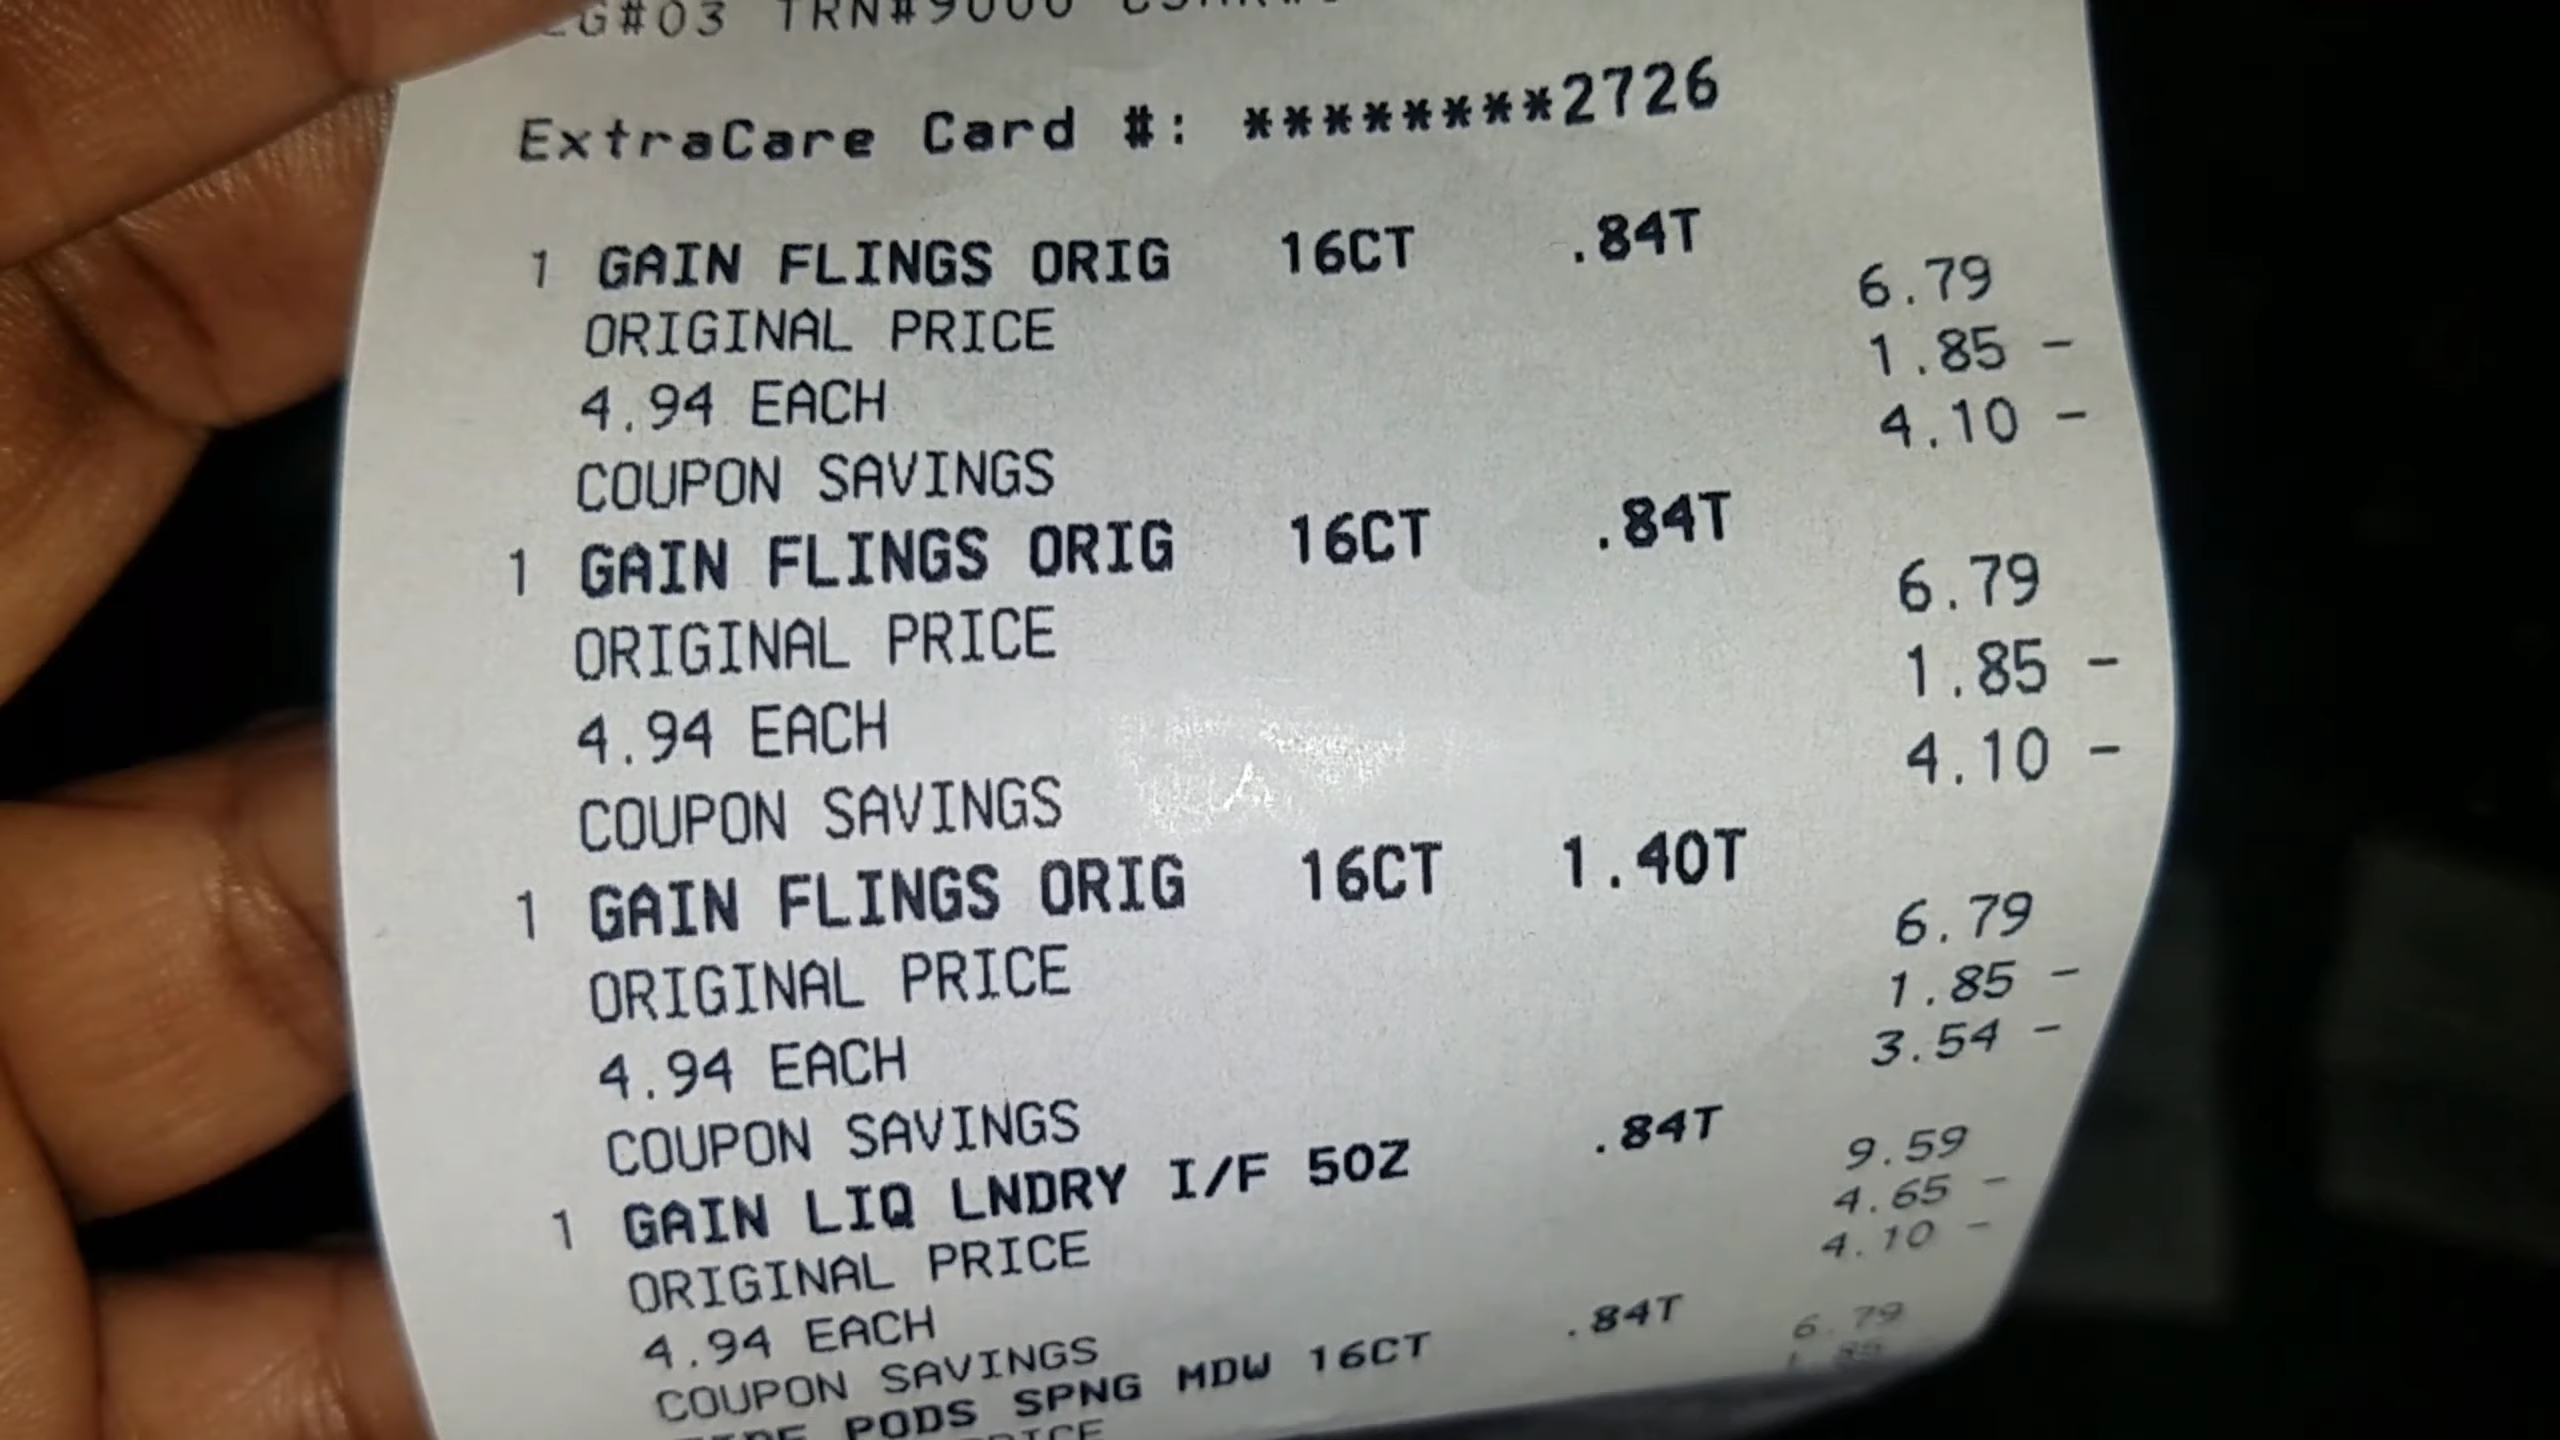 G#03 TRN#9000
ExtraCare Card #: ********2726
1 GAIN FLINGS ORIG 16CT .84T
ORIGINAL PRICE 6.79
4.94 EACH 1.85 -
COUPON SAVINGS 4.10 -
1 GAIN FLINGS ORIG 16CT .84T
ORIGINAL PRICE 6.79
4.94 EACH 1.85 -
COUPON SAVINGS 4.10 -
1 GAIN FLINGS ORIG 16CT 1.40T
ORIGINAL PRICE 6.79
4.94 EACH 1.85 -
COUPON SAVINGS 3.54 -
1 GAIN LIQ LNDRY I/F 50Z .84T
ORIGINAL PRICE 9.59
4.94 EACH 4.65 -
COUPON SAVINGS 4.10 -
PODS SPNG MDW 16CT .84T
6.79